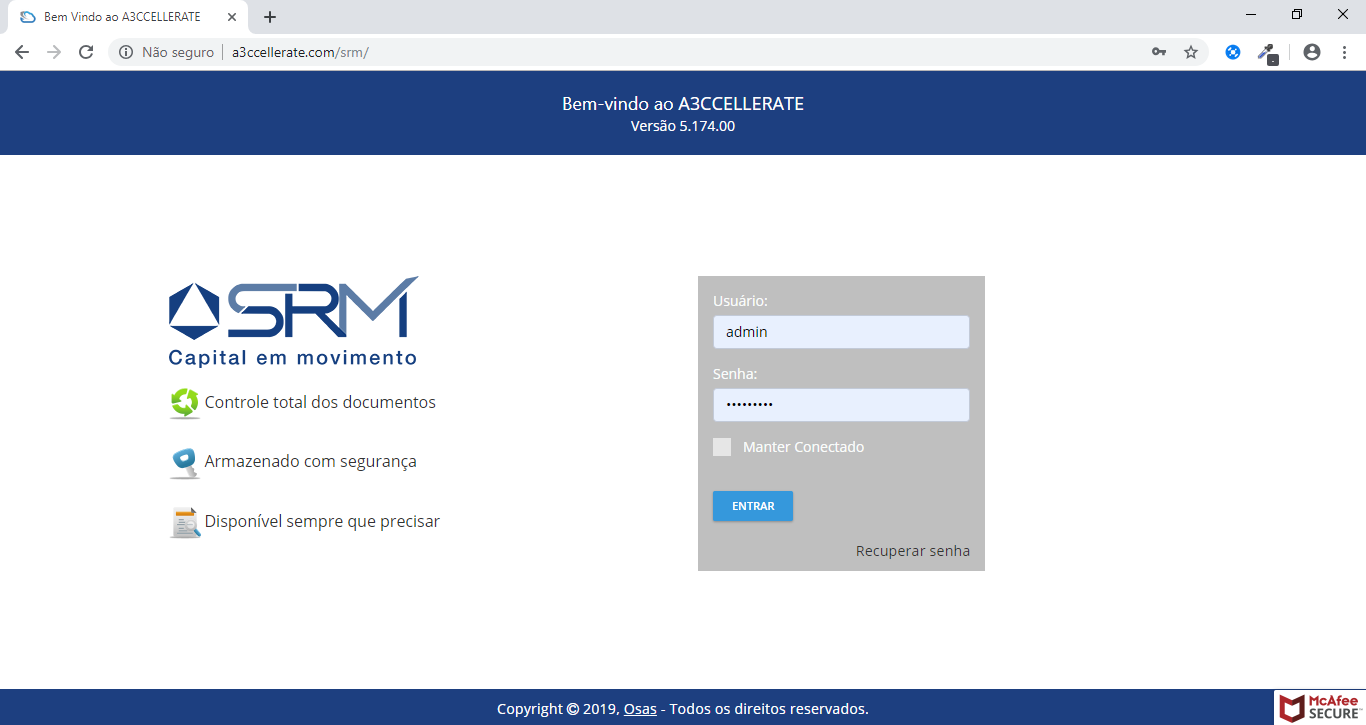 Bem Vindo ao A3CCELLERATE
Não seguro
a3ccellerate.com/srm/
Bem-vindo ao A3CCELLERATE
Versão 5.174.00
SRM
Capital em movimento
Controle total dos documentos
Armazenado com segurança
Disponível sempre que precisar
Usuário:
admin
Senha:
•••••••••
Manter Conectado
ENTRAR
Recuperar senha
Copyright © 2019, Osas - Todos os direitos reservados.
McAfee
SECURE™